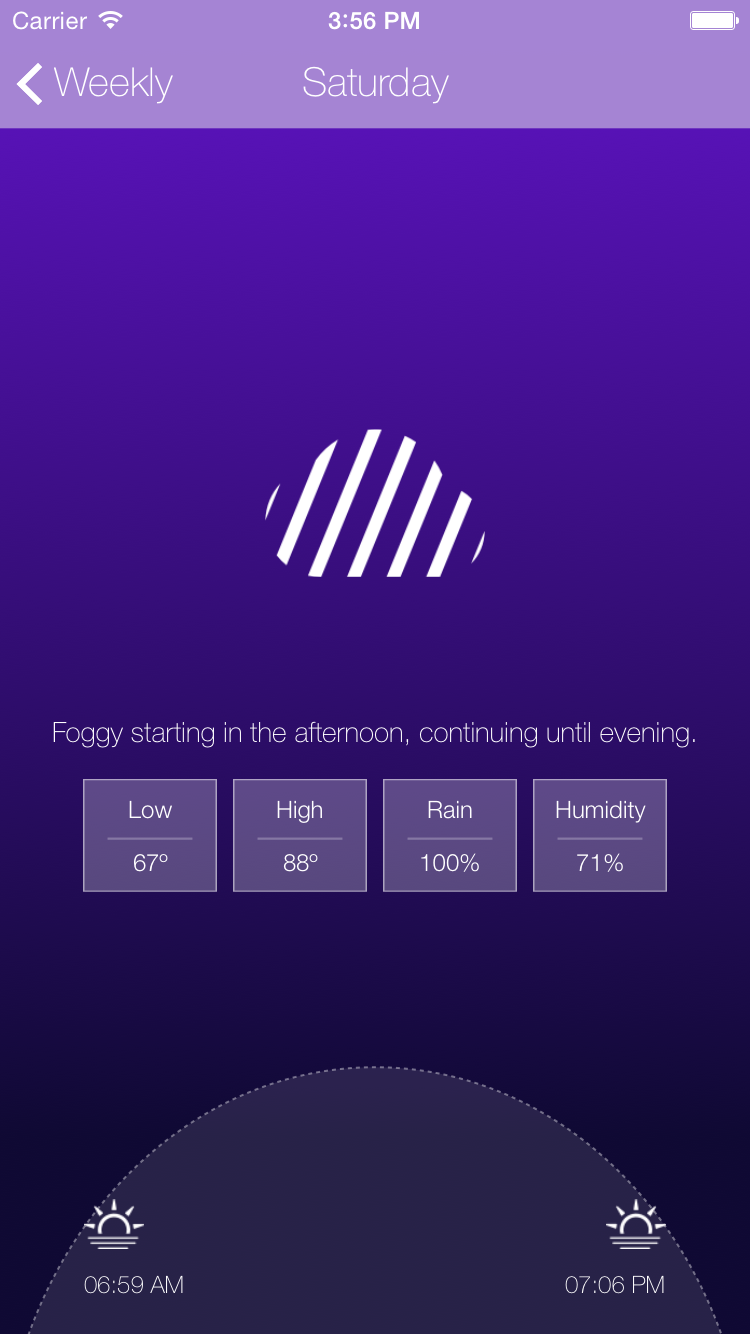 Carrier 3:56 PM
Weekly Saturday
Foggy starting in the afternoon, continuing until evening.
Low High Rain Humidity
67º 88º 100% 71%
06:59 AM 07:06 PM